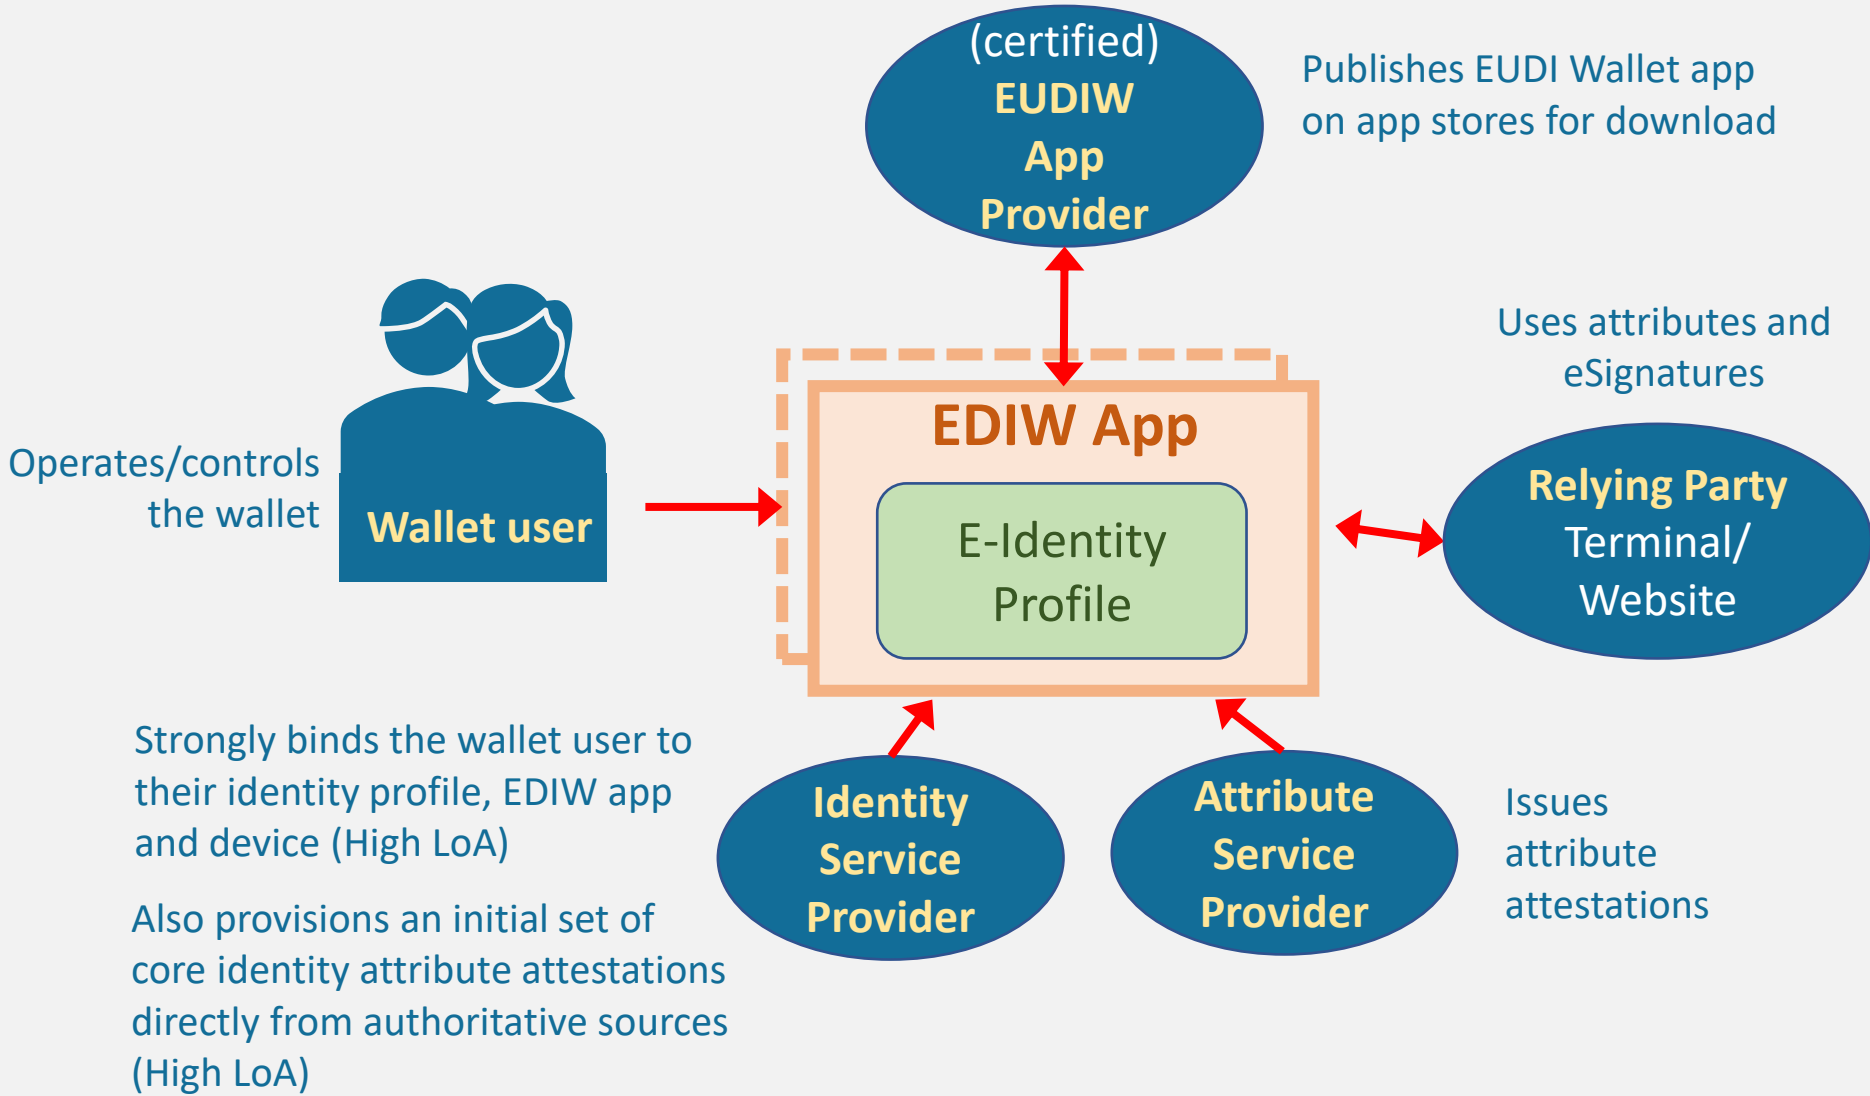 (certified)
EUDIW
App
Provider
Publishes EUDI Wallet app
on app stores for download
Operates/controls
the wallet
Wallet user
EDIW App
E-Identity
Profile
Uses attributes and
eSignatures
Relying Party
Terminal/
Website
Strongly binds the wallet user to
their identity profile, EDIW app
and device (High LoA)
Also provisions an initial set of
core identity attribute attestations
directly from authoritative sources
(High LoA)
Identity
Service
Provider
Attribute
Service
Provider
Issues
attribute
attestations